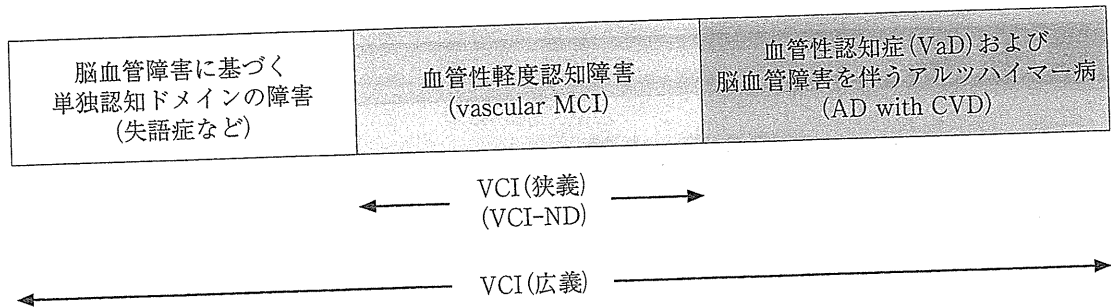 脳血管障害に基づく
単独認知ドメインの障害
(失語症など)
血管性軽度認知障害
(vascular MCI)
血管性認知症(VaD)および
脳血管障害を伴うアルツハイマー病
(AD with CVD)
VCI(狭義)
(VCI-ND)
VCI(広義)